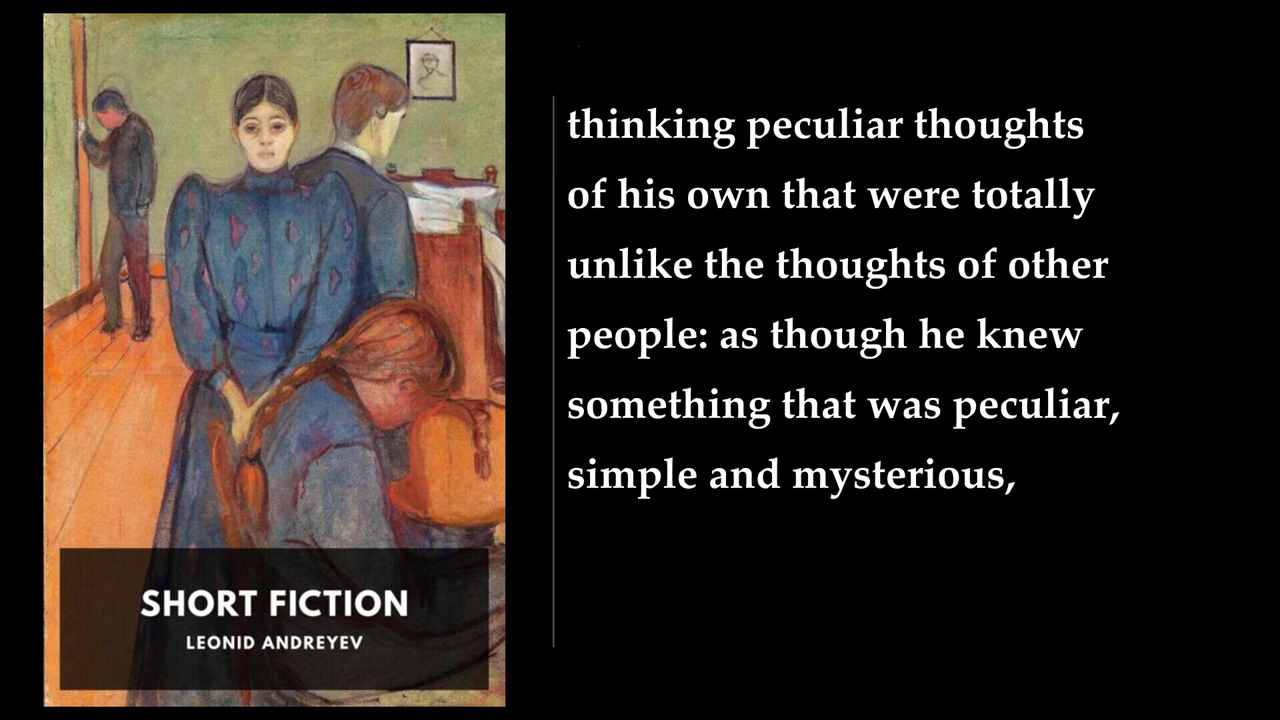 SHORT FICTION
LEONID ANDREYEV
thinking peculiar thoughts
of his own that were totally
unlike the thoughts of other
people: as though he knew
something that was peculiar,
simple and mysterious,